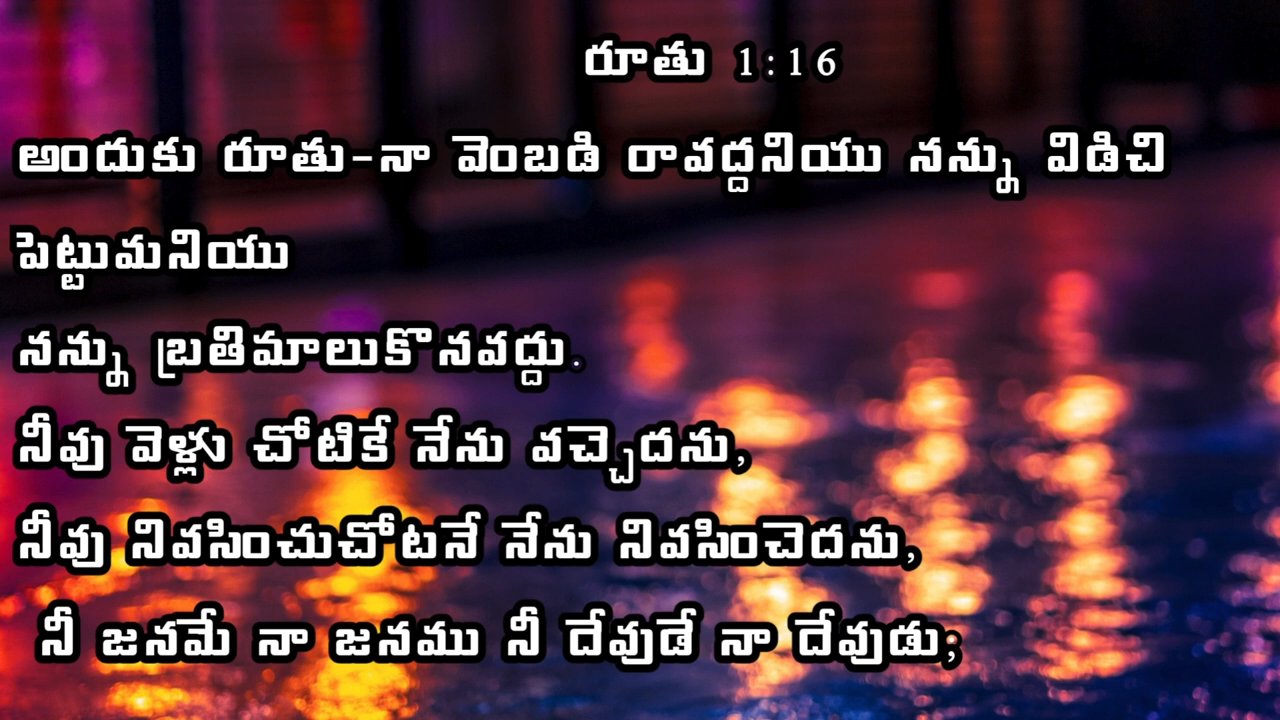 రూతు 1:16
అందుకు రూతు-నా వెంబడి రావద్దనియు నన్ను విడిచి
పెట్టుమనియు
నన్ను బ్రతిమాలుకొనవద్దు.
నీవు వెళ్లు చోటికే నేను వచ్చెదను,
నీవు నివసించుచోటనే నేను నివసించెదను,
నీ జనమే నా జనము నీ దేవుడే నా దేవుడు;